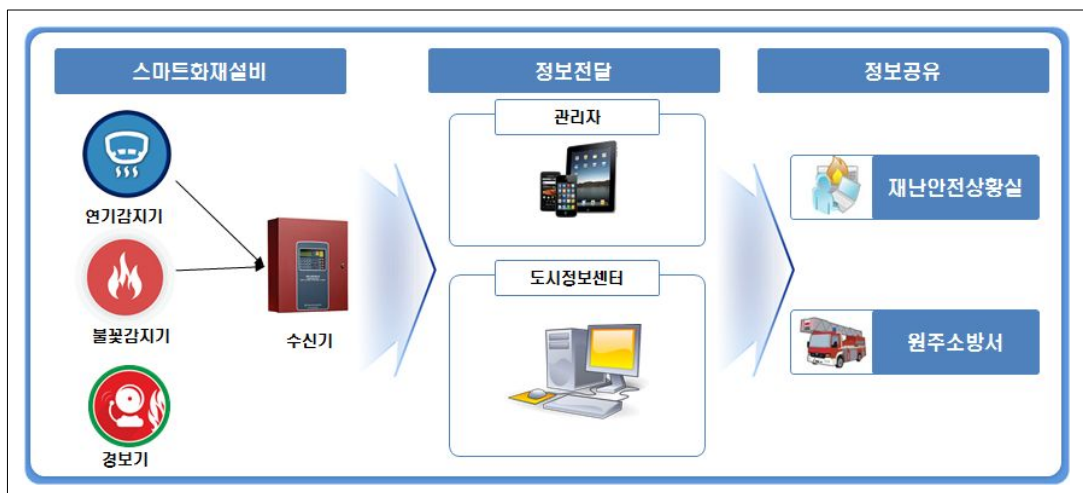 스마트화재설비
연기감지기
불꽃감지기
경보기
수신기
정보전달
관리자
도시정보센터
정보공유
재난안전상황실
원주소방서